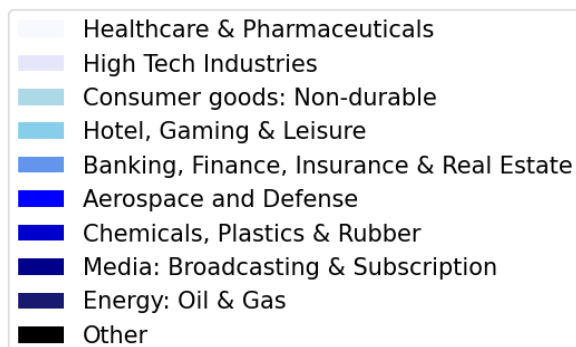 Healthcare & Pharmaceuticals
High Tech Industries
Consumer goods: Non-durable
Hotel, Gaming & Leisure
Banking, Finance, Insurance & Real Estate
Aerospace and Defense
Chemicals, Plastics & Rubber
Media: Broadcasting & Subscription
Energy: Oil & Gas
Other